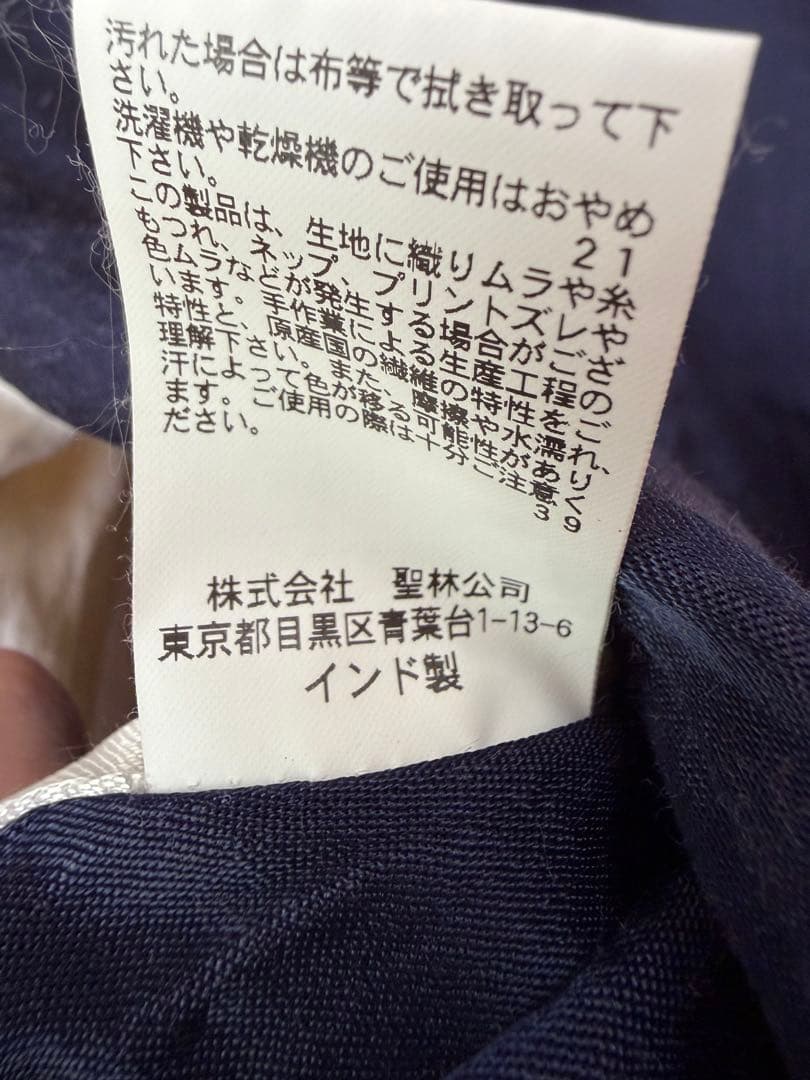 汚れた場合は布等で拭き取って下
さい。
洗濯機や乾燥機のご使用はおやめ
下さい。
21
この製品は、生地に織りムラや糸
もつれ、ネップ、プリントズレや
色ムラなどが発生する場合がござ
います。手作業による生産工程の
特性と、原産国の繊維の特性をご
理解下さい。また、摩擦や水濡れ、
汗によって色が移る可能性があり
ます。ご使用の際は十分ご注意く
ださい。
39
株式会社 聖林公司
東京都目黒区青葉台1-13-6
インド製